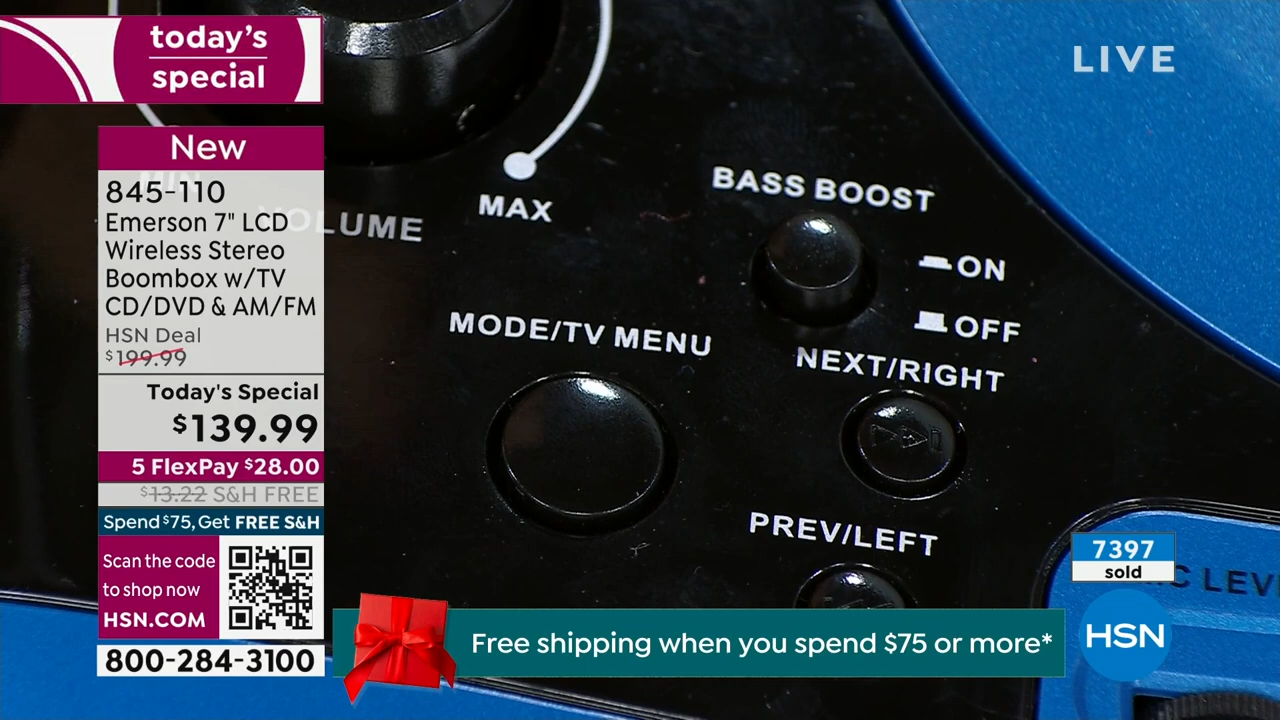 today's
special
LIVE
New
845-110
Emerson 7" LCD
Wireless Stereo
Boombox w/TV
CD/DVD & AM/FM
HSN Deal
$199.99
Today's Special
$139.99
5 FlexPay $28.00
$13.22 S&H FREE
Spend $75, Get FREE S&H
Scan the code
to shop now
HSN.COM
800-284-3100
MIN
VOLUME
MAX
BASS BOOST
ON
OFF
MODE/TV MENU
NEXT/RIGHT
PREV/LEFT
7397
sold
HSN
Free shipping when you spend $75 or more*